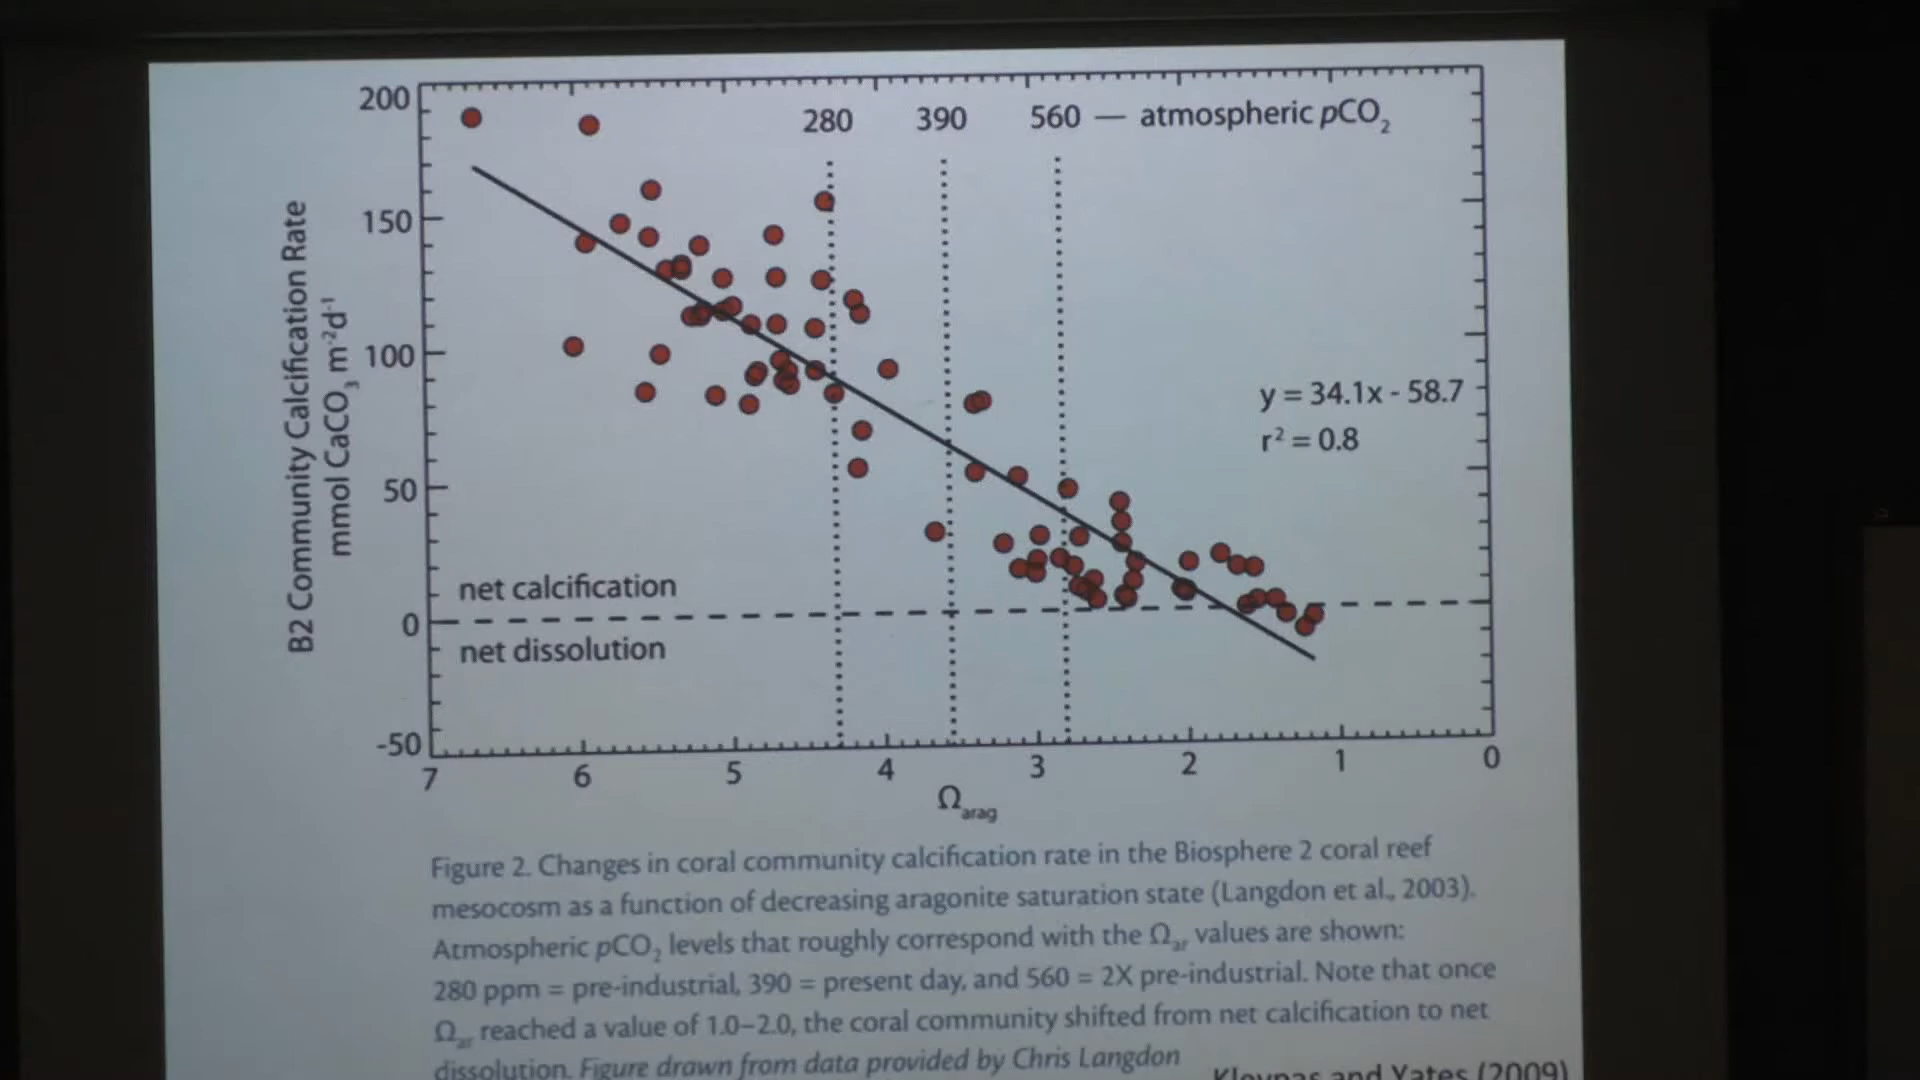 200
280 390 560 — atmospheric pCO₂
150
100
50
0
-50
B2 Community Calcification Rate
mmol CaCO₃ m⁻²d⁻¹
y = 34.1x - 58.7
r² = 0.8
net calcification
net dissolution
7 6 5 4 3 2 1 0
Ωarag
Figure 2. Changes in coral community calcification rate in the Biosphere 2 coral reef
mesocosm as a function of decreasing aragonite saturation state (Langdon et al., 2003).
Atmospheric pCO₂ levels that roughly correspond with the Ωar values are shown:
280 ppm = pre-industrial, 390 = present day, and 560 = 2X pre-industrial. Note that once
Ωar reached a value of 1.0–2.0, the coral community shifted from net calcification to net
dissolution. Figure drawn from data provided by Chris Langdon
Kleypas and Yates (2009)